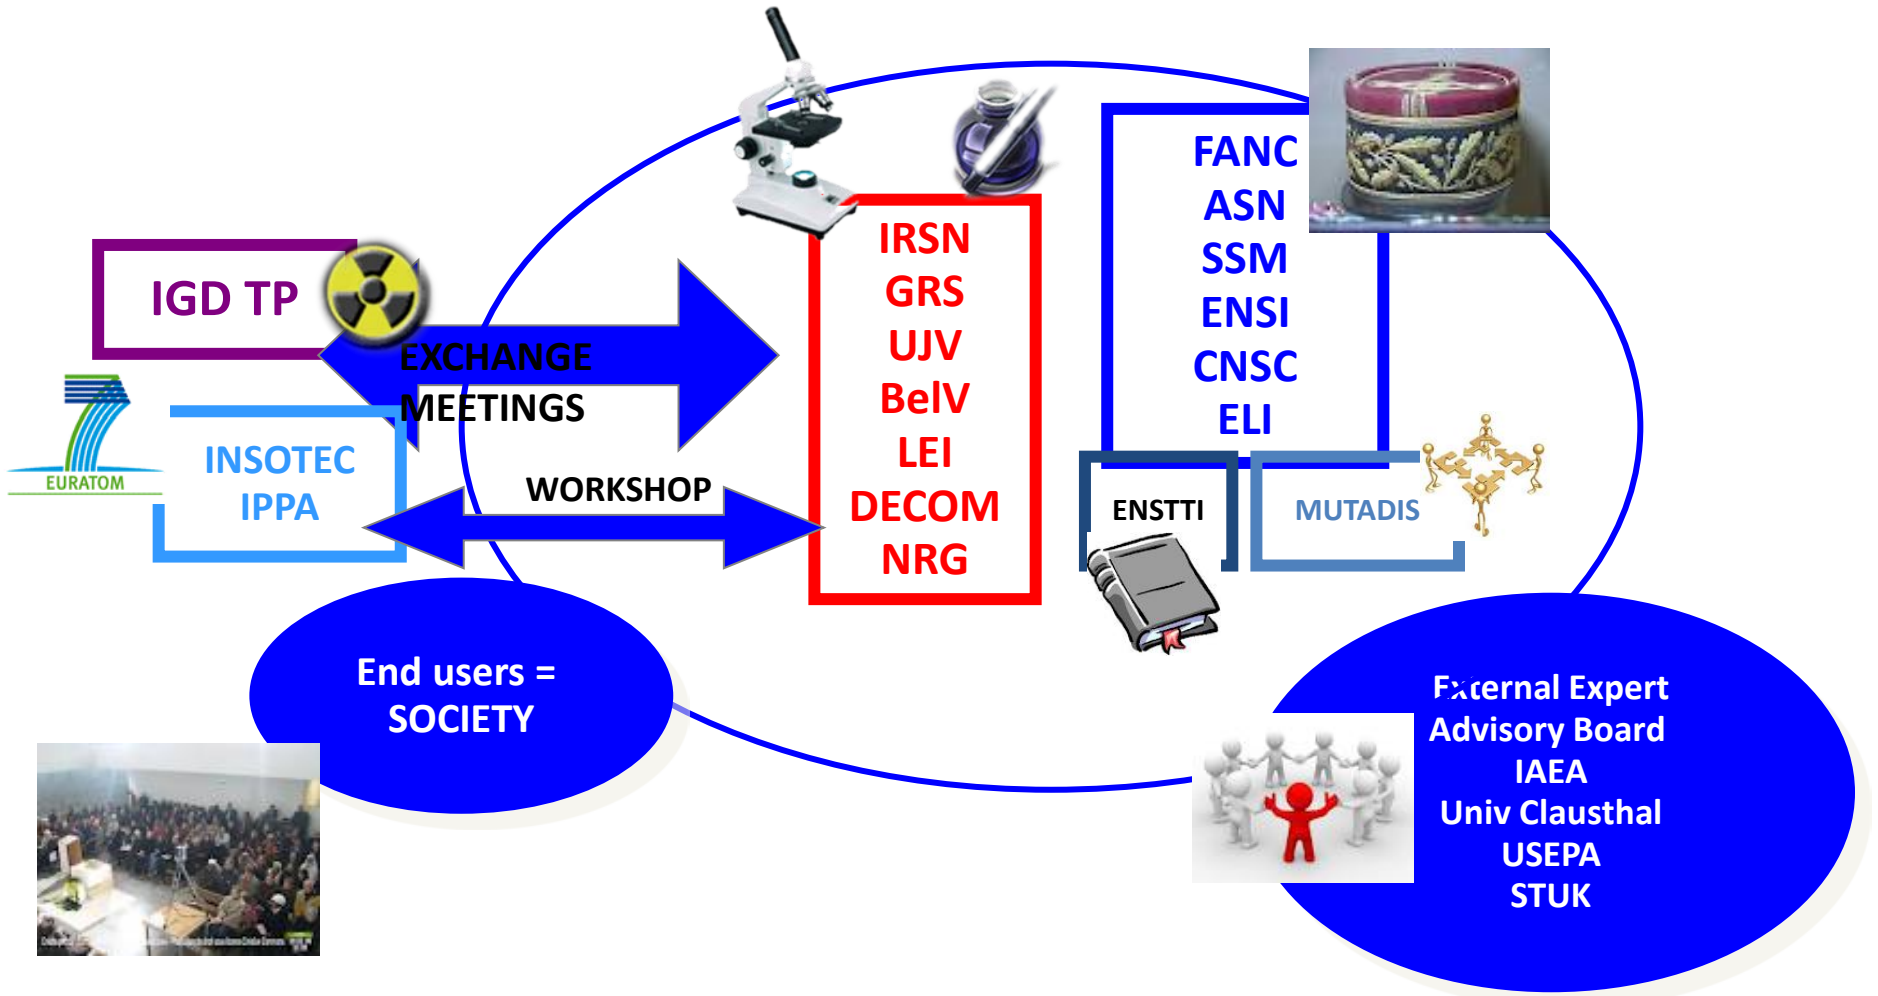 IGD TP
EXCHANGE
MEETINGS
EURATOM
INSOTEC
IPPA
WORKSHOP
IRSN
GRS
UJV
BelV
LEI
DECOM
NRG
FANC
ASN
SSM
ENSI
CNSC
ELI
ENSTTI
MUTADIS
End users =
SOCIETY
External Expert
Advisory Board
IAEA
Univ Clausthal
USEPA
STUK